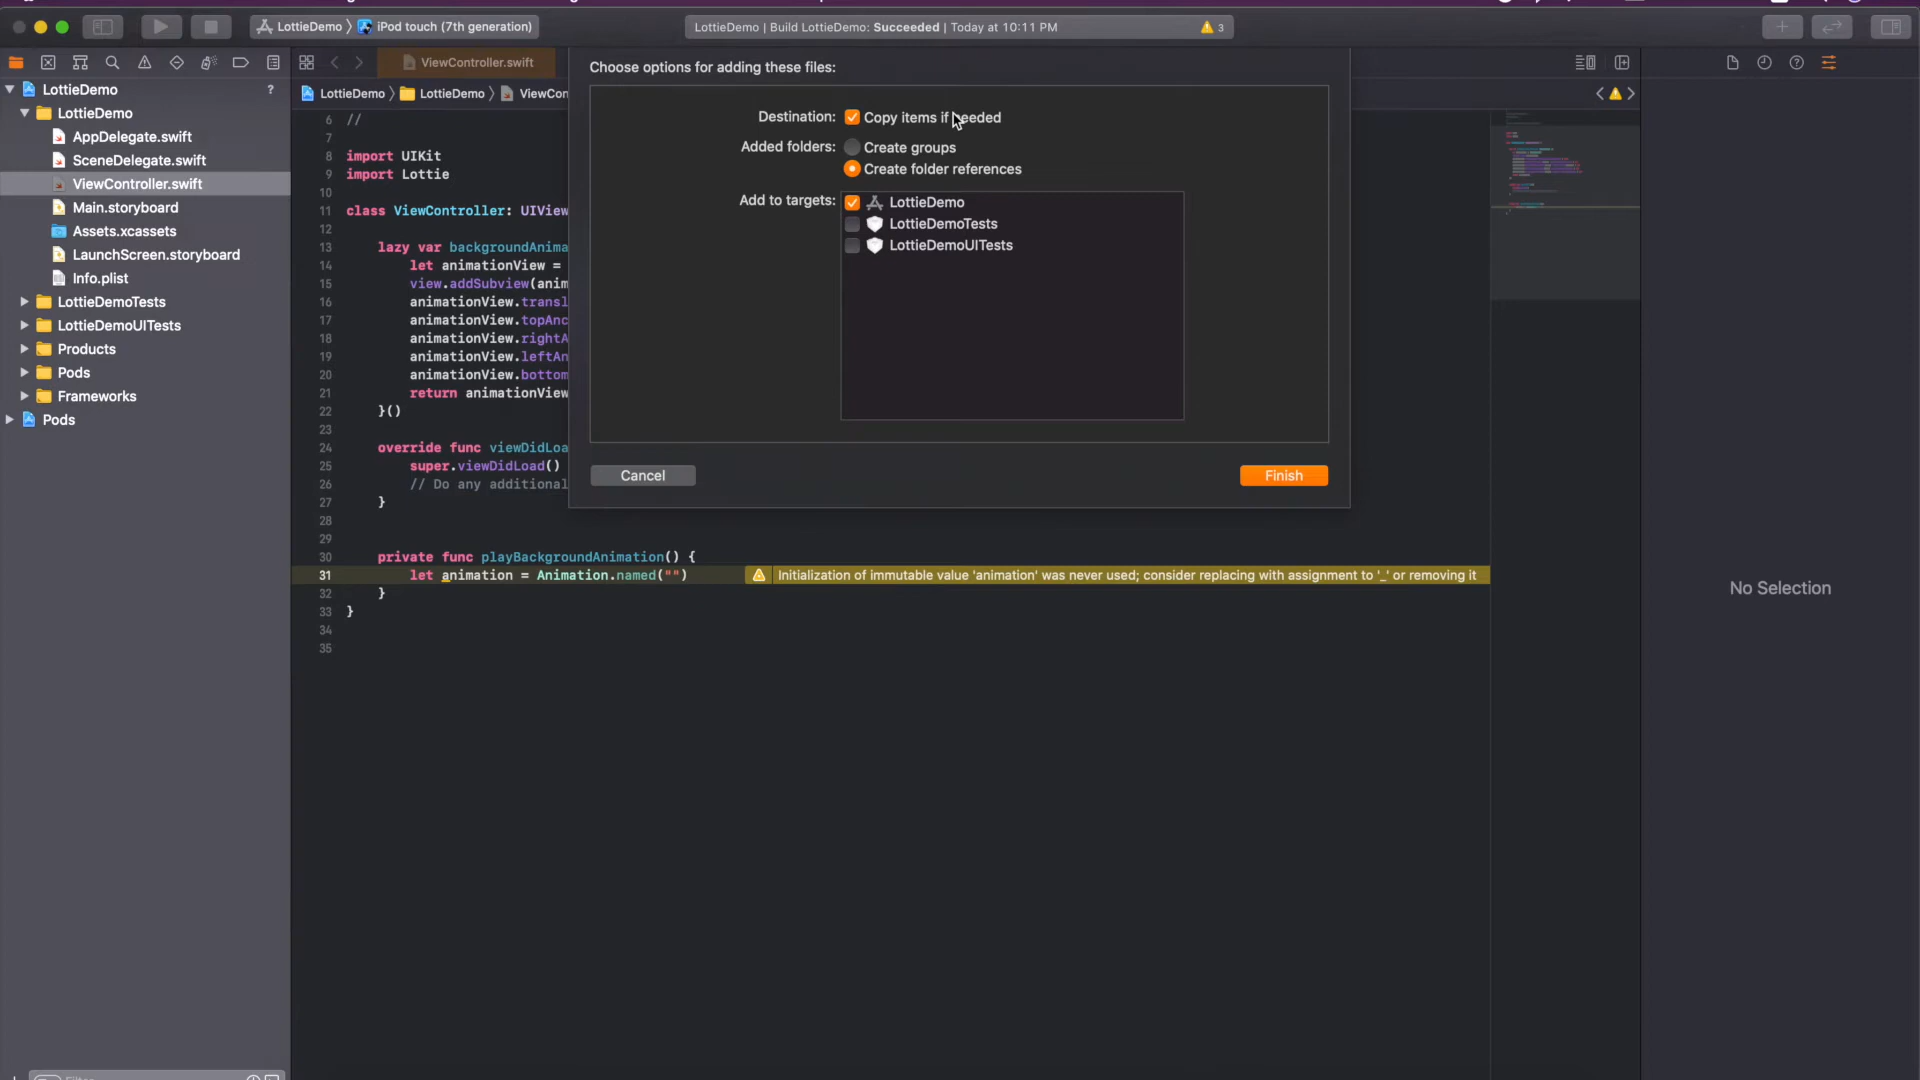 LottieDemo 〉 iPod touch (7th generation)
LottieDemo | Build LottieDemo: Succeeded | Today at 10:11 PM
3
LottieDemo
?
LottieDemo
AppDelegate.swift
SceneDelegate.swift
ViewController.swift
Main.storyboard
Assets.xcassets
LaunchScreen.storyboard
Info.plist
LottieDemoTests
LottieDemoUITests
Products
Pods
Frameworks
Pods
ViewController.swift
LottieDemo 〉 LottieDemo 〉 ViewCon
6 //
7
8 import UIKit
9 import Lottie
10
11 class ViewController: UIView
12
13 lazy var backgroundAnima
14 let animationView =
15 view.addSubview(anim
16 animationView.transl
17 animationView.topAnc
18 animationView.rightA
19 animationView.leftAn
20 animationView.bottom
21 return animationView
22 }()
23
24 override func viewDidLoa
25 super.viewDidLoad()
26 // Do any additional
27 }
28
29
30 private func playBackgroundAnimation() {
31 let animation = Animation.named("")
Initialization of immutable value 'animation' was never used; consider replacing with assignment to '_' or removing it
32 }
33 }
34
35
Choose options for adding these files:
Destination: Copy items if needed
Added folders: Create groups
Create folder references
Add to targets: LottieDemo
LottieDemoTests
LottieDemoUITests
Cancel
Finish
No Selection